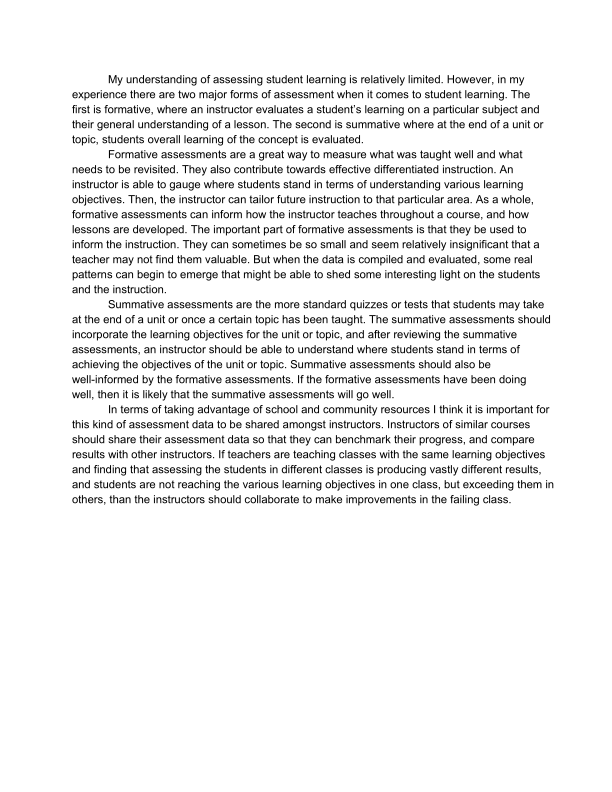 My understanding of assessing student learning is relatively limited. However, in my
experience there are two major forms of assessment when it comes to student learning. The
first is formative, where an instructor evaluates a student’s learning on a particular subject and
their general understanding of a lesson. The second is summative where at the end of a unit or
topic, students overall learning of the concept is evaluated.
Formative assessments are a great way to measure what was taught well and what
needs to be revisited. They also contribute towards effective differentiated instruction. An
instructor is able to gauge where students stand in terms of understanding various learning
objectives. Then, the instructor can tailor future instruction to that particular area. As a whole,
formative assessments can inform how the instructor teaches throughout a course, and how
lessons are developed. The important part of formative assessments is that they be used to
inform the instruction. They can sometimes be so small and seem relatively insignificant that a
teacher may not find them valuable. But when the data is compiled and evaluated, some real
patterns can begin to emerge that might be able to shed some interesting light on the students
and the instruction.
Summative assessments are the more standard quizzes or tests that students may take
at the end of a unit or once a certain topic has been taught. The summative assessments should
incorporate the learning objectives for the unit or topic, and after reviewing the summative
assessments, an instructor should be able to understand where students stand in terms of
achieving the objectives of the unit or topic. Summative assessments should also be
well-informed by the formative assessments. If the formative assessments have been doing
well, then it is likely that the summative assessments will go well.
In terms of taking advantage of school and community resources I think it is important for
this kind of assessment data to be shared amongst instructors. Instructors of similar courses
should share their assessment data so that they can benchmark their progress, and compare
results with other instructors. If teachers are teaching classes with the same learning objectives
and finding that assessing the students in different classes is producing vastly different results,
and students are not reaching the various learning objectives in one class, but exceeding them in
others, than the instructors should collaborate to make improvements in the failing class.